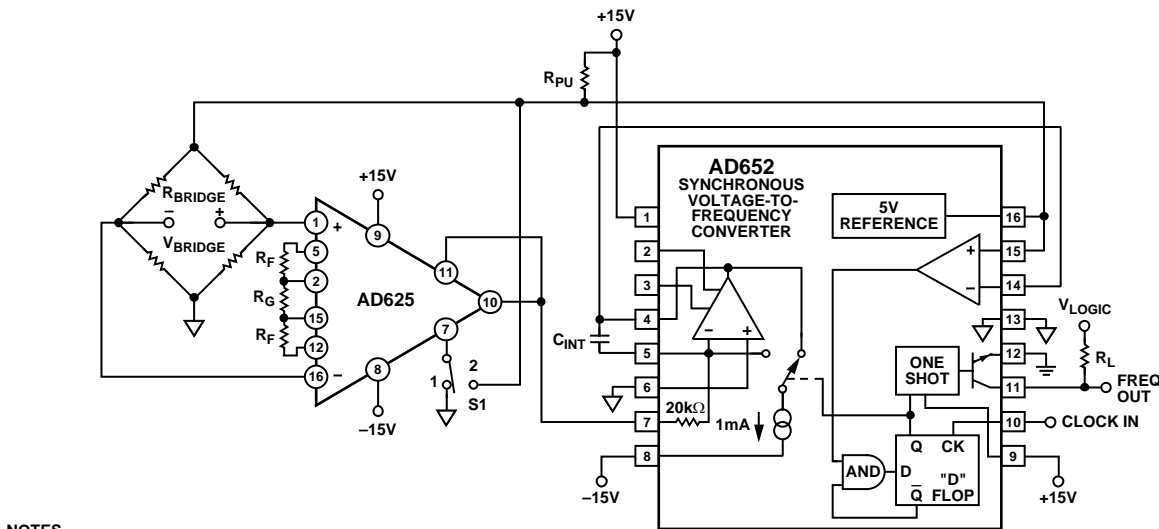 +15V
R_PU
R_BRIDGE
–
+
V_BRIDGE
+15V
1
+
5
R_F
2
R_G
15
R_F
12
16
–
9
11
AD625
10
7
8
–15V
2
1
S1
C_INT
AD652
SYNCHRONOUS
VOLTAGE-TO-
FREQUENCY
CONVERTER
5V
REFERENCE
1
2
3
4
5
6
7
8
–15V
–
+
20kΩ
1mA
+
–
16
15
14
13
12
11
10
9
V_LOGIC
R_L
ONE
SHOT
FREQ
OUT
CLOCK IN
+15V
AND
Q
CK
D
"D"
Q̅
FLOP